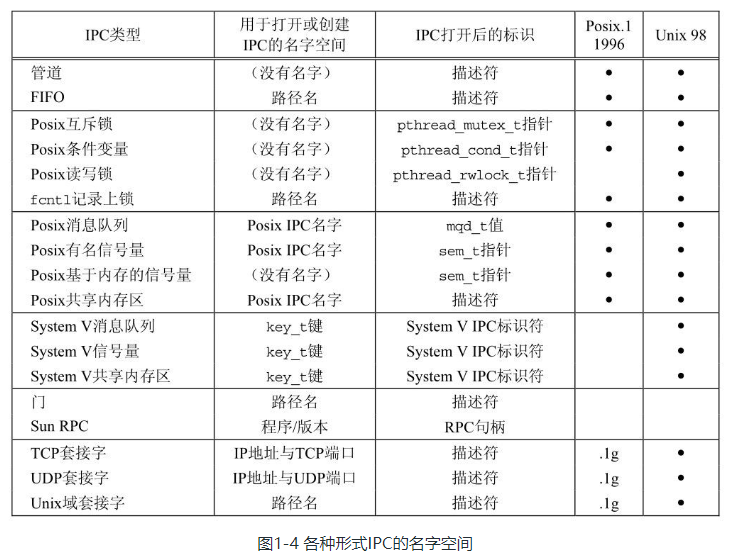 IPC类型 用于打开或创建IPC的名字空间 IPC打开后的标识 Posix.1 1996 Unix 98
管道 （没有名字） 描述符 • •
FIFO 路径名 描述符 • •
Posix互斥锁 （没有名字） pthread_mutex_t指针 • •
Posix条件变量 （没有名字） pthread_cond_t指针 • •
Posix读写锁 （没有名字） pthread_rwlock_t指针 •
fcntl记录上锁 路径名 描述符 • •
Posix消息队列 Posix IPC名字 mqd_t值 • •
Posix有名信号量 Posix IPC名字 sem_t指针 • •
Posix基于内存的信号量 （没有名字） sem_t指针 • •
Posix共享内存区 Posix IPC名字 描述符 • •
System V消息队列 key_t键 System V IPC标识符 •
System V信号量 key_t键 System V IPC标识符 •
System V共享内存区 key_t键 System V IPC标识符 •
门 路径名 描述符
Sun RPC 程序/版本 RPC句柄
TCP套接字 IP地址与TCP端口 描述符 .1g •
UDP套接字 IP地址与UDP端口 描述符 .1g •
Unix域套接字 路径名 描述符 .1g •
图1-4 各种形式IPC的名字空间